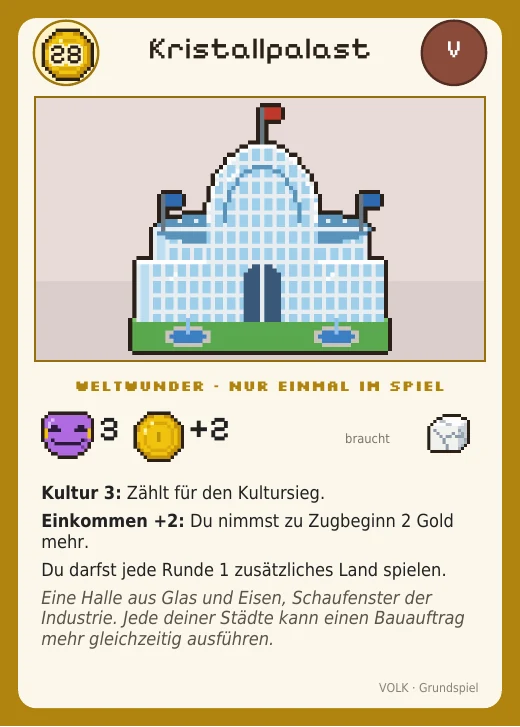 28
Kristallpalast
V
WELTWUNDER - NUR EINMAL IM SPIEL
3
+2
braucht
Kultur 3: Zählt für den Kultursieg.
Einkommen +2: Du nimmst zu Zugbeginn 2 Gold
mehr.
Du darfst jede Runde 1 zusätzliches Land spielen.
Eine Halle aus Glas und Eisen, Schaufenster der
Industrie. Jede deiner Städte kann einen Bauauftrag
mehr gleichzeitig ausführen.
VOLK · Grundspiel